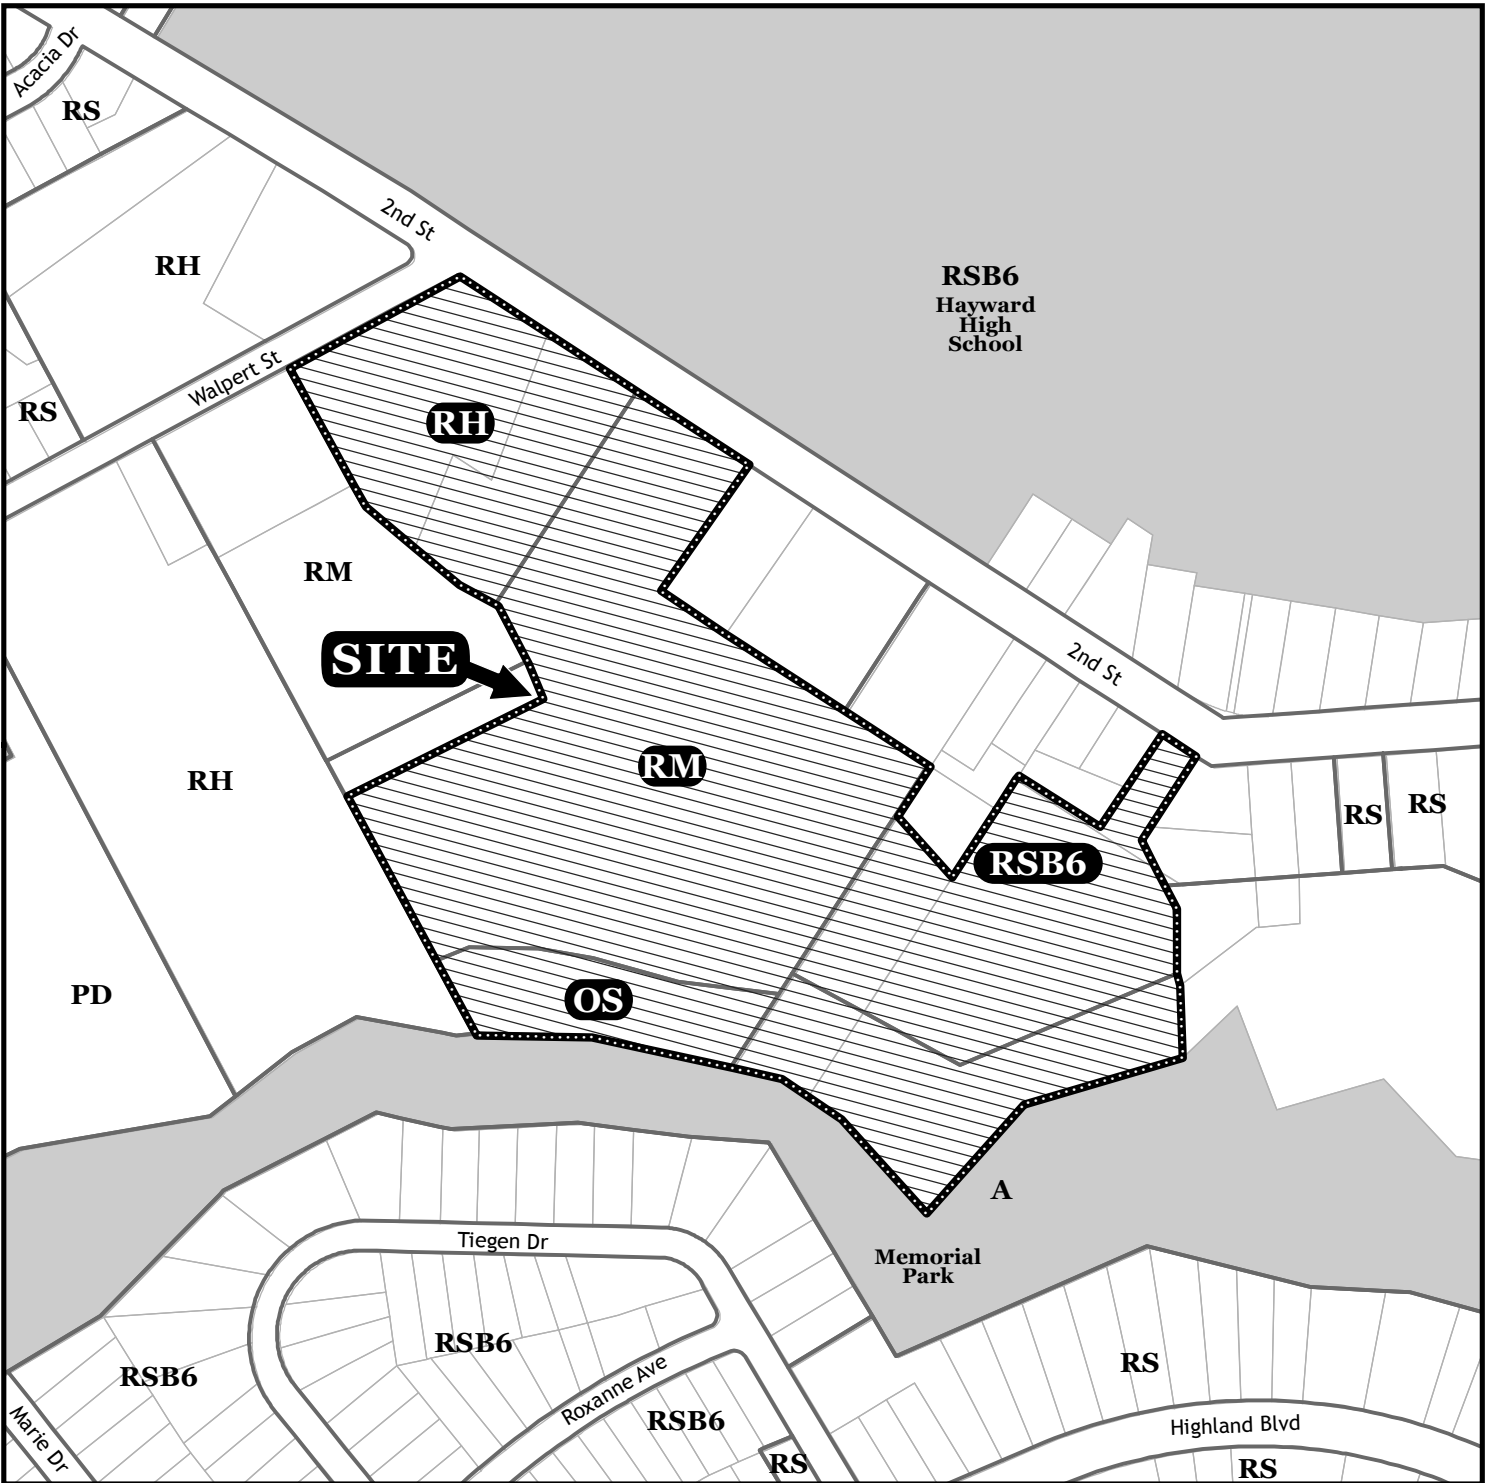 Acacia Dr
RS
2nd St
RH
RSB6
Hayward
High
School
Walpert St
RS
RH
RM
SITE
2nd St
RM
RH
RS
RS
RSB6
PD
OS
A
Tiegen Dr
Memorial
Park
RSB6
RSB6
Roxanne Ave
RS
RSB6
Marie Dr
Highland Blvd
RS
RS